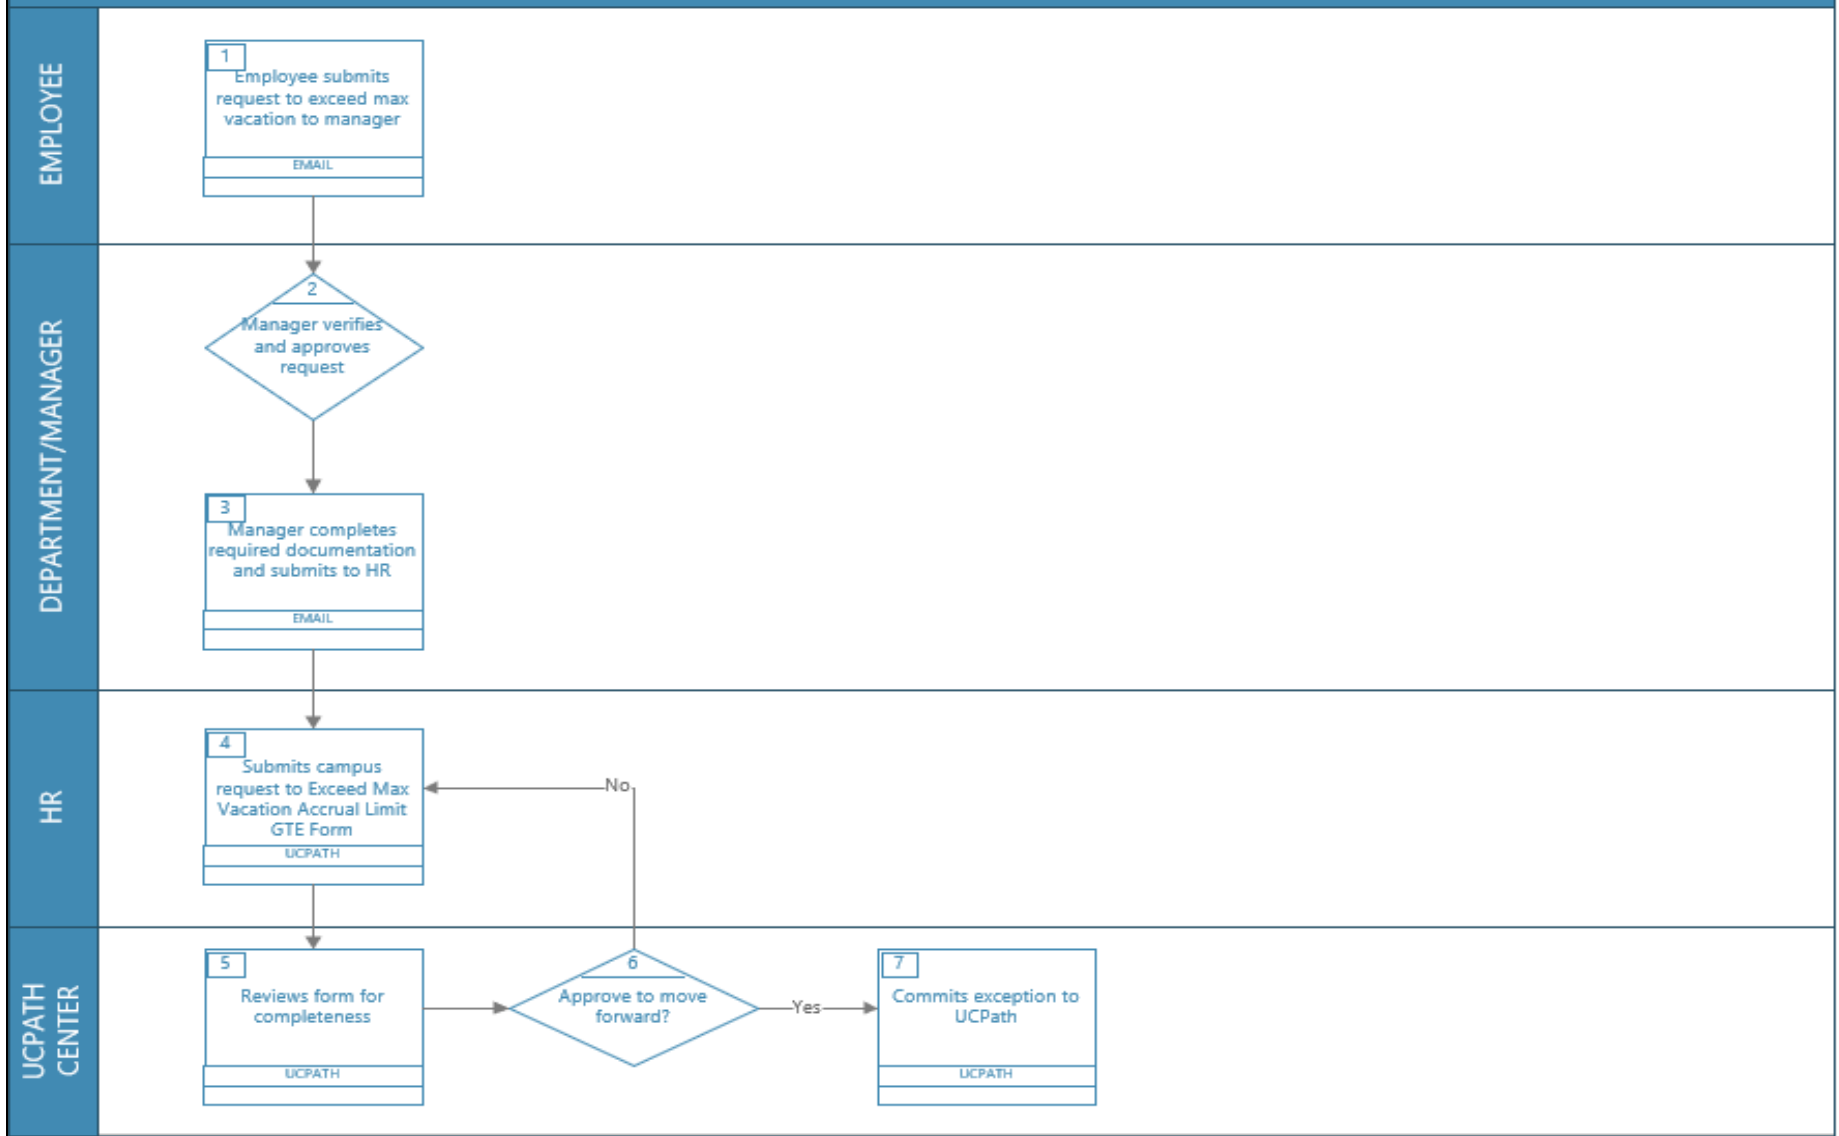 EMPLOYEE
1
Employee submits
request to exceed max
vacation to manager
EMAIL
DEPARTMENT/MANAGER
2
Manager verifies
and approves
request
3
Manager completes
required documentation
and submits to HR
EMAIL
HR
4
Submits campus
request to Exceed Max
Vacation Accrual Limit
GTE Form
UCPATH
No
UCPATH
CENTER
5
Reviews form for
completeness
UCPATH
6
Approve to move
forward?
Yes
7
Commits exception to
UCPath
UCPATH